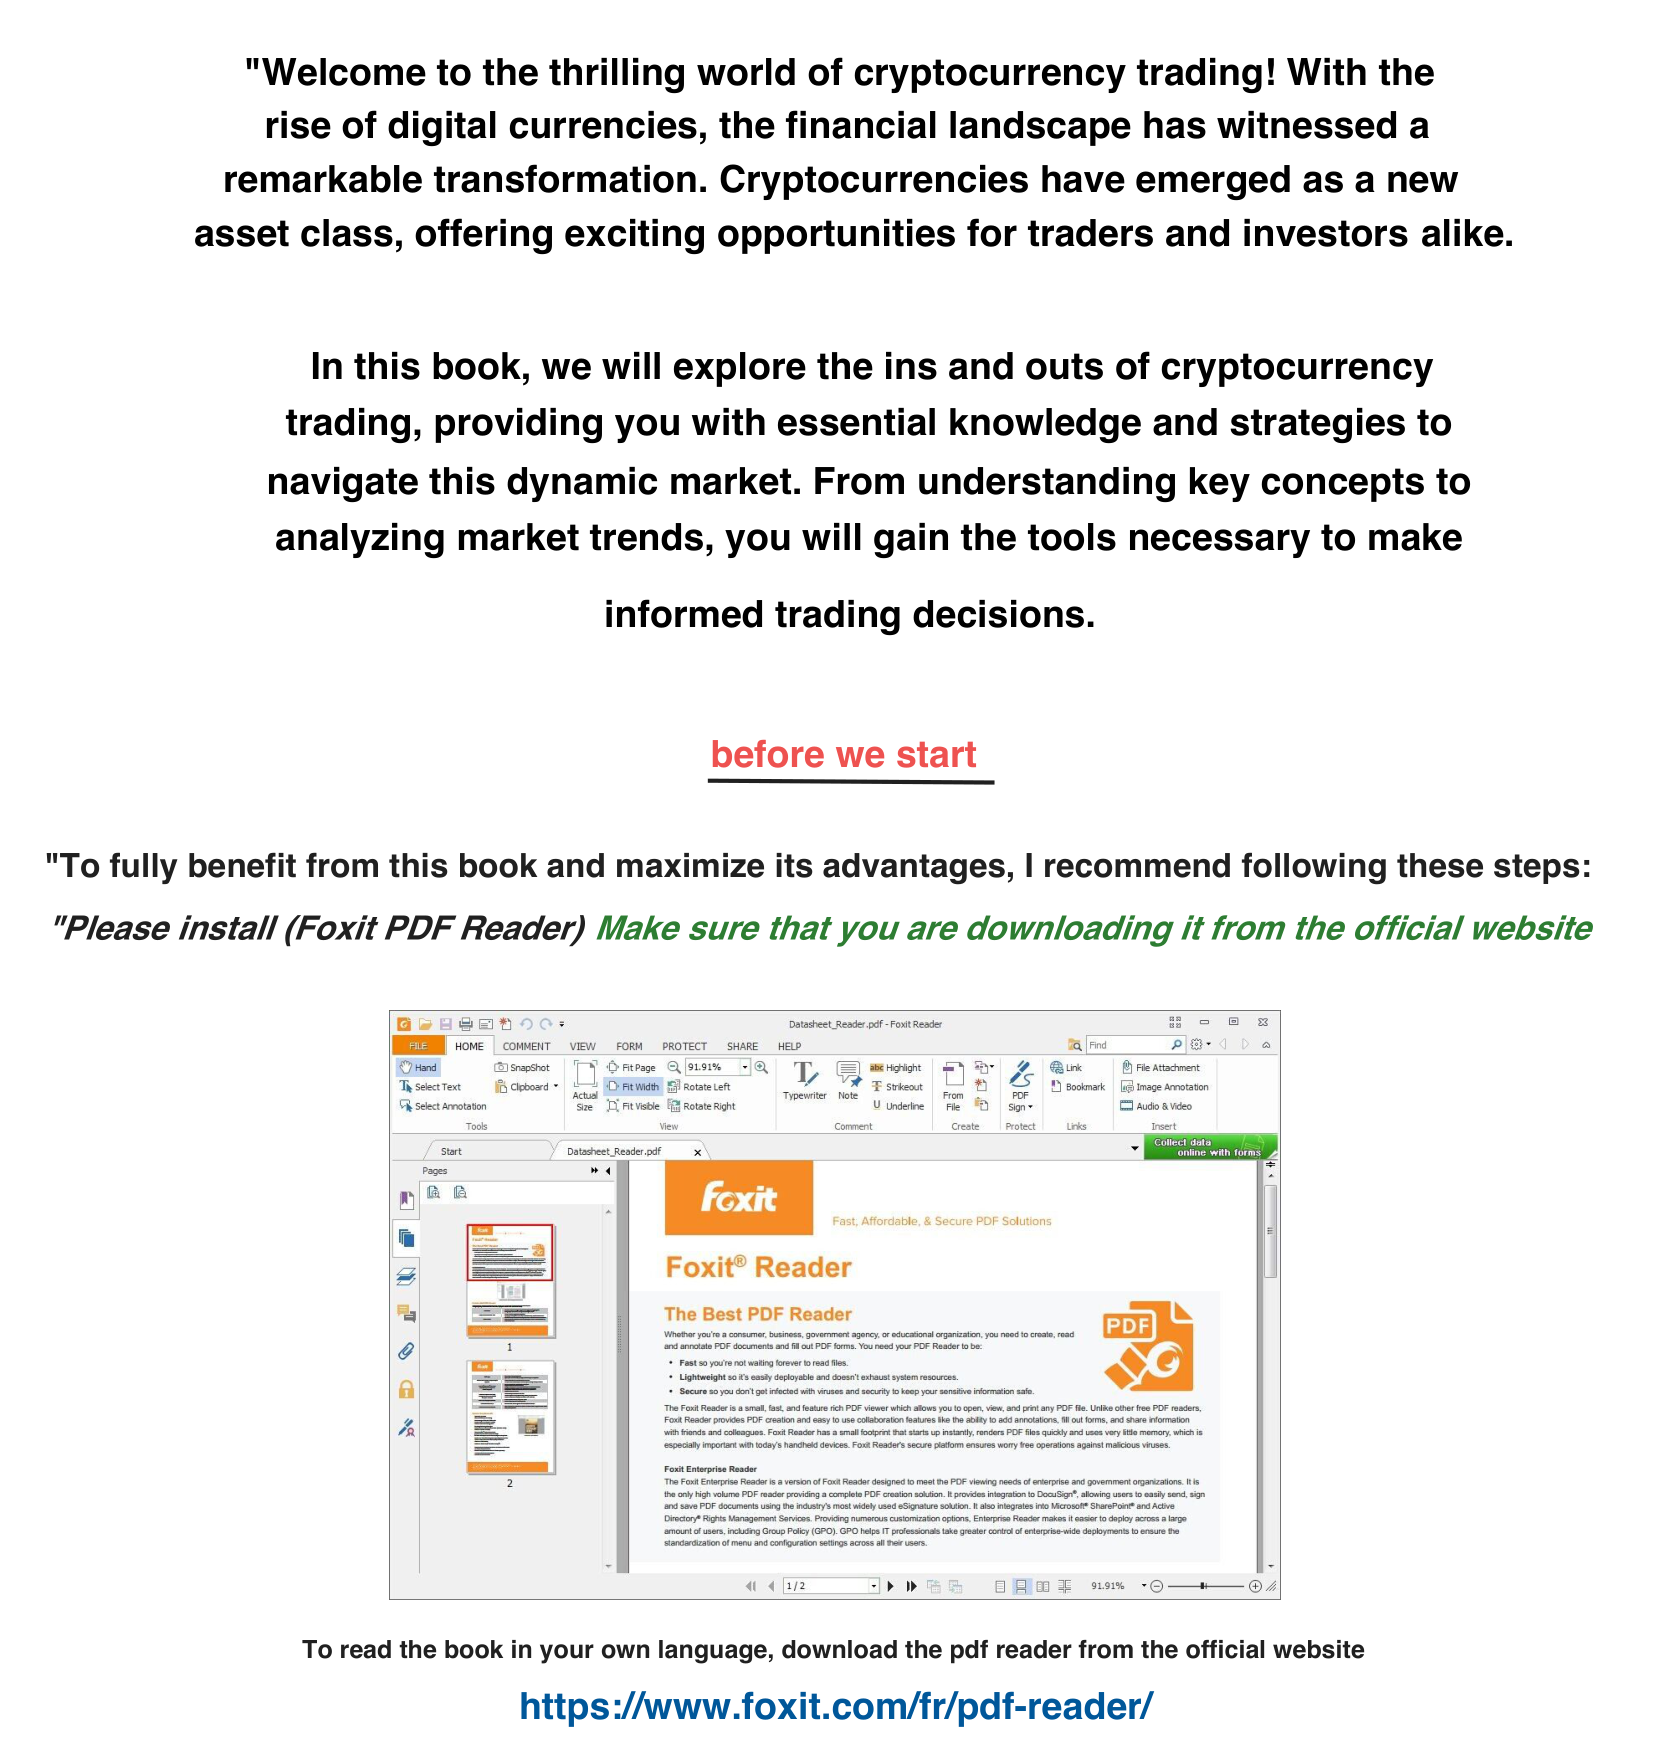 "Welcome to the thrilling world of cryptocurrency trading! With the
rise of digital currencies, the financial landscape has witnessed a
remarkable transformation. Cryptocurrencies have emerged as a new
asset class, offering exciting opportunities for traders and investors alike.
In this book, we will explore the ins and outs of cryptocurrency
trading, providing you with essential knowledge and strategies to
navigate this dynamic market. From understanding key concepts to
analyzing market trends, you will gain the tools necessary to make
informed trading decisions.
before we start
"To fully benefit from this book and maximize its advantages, I recommend following these steps:
"Please install (Foxit PDF Reader) Make sure that you are downloading it from the official website
Datasheet_Reader.pdf - Foxit Reader
FILE HOME COMMENT VIEW FORM PROTECT SHARE HELP Find
Hand SnapShot Fit Page 91.91% Highlight Link File Attachment
Select Text Clipboard Fit Width Rotate Left Strikeout Bookmark Image Annotation
Actual Size Typewriter Note From File PDF Sign
Select Annotation Fit Visible Rotate Right Underline Audio & Video
Tools View Comment Create Protect Links Insert
Start Datasheet_Reader.pdf Collect data
online with forms
Pages
foxit
Fast, Affordable, & Secure PDF Solutions
Foxit® Reader
The Best PDF Reader
PDF
Whether you're a consumer, business, government agency, or educational organization, you need to create, read
and annotate PDF documents and fill out PDF forms. You need your PDF Reader to be:
• Fast so you're not waiting forever to read files.
• Lightweight so it's easily deployable and doesn't exhaust system resources.
• Secure so you don't get infected with viruses and security to keep your sensitive information safe.
The Foxit Reader is a small, fast, and feature rich PDF viewer which allows you to open, view, and print any PDF file. Unlike other free PDF readers,
Foxit Reader provides PDF creation and easy to use collaboration features like the ability to add annotations, fill out forms, and share information
with friends and colleagues. Foxit Reader has a small footprint that starts up instantly, renders PDF files quickly and uses very little memory, which is
especially important with today's handheld devices. Foxit Reader's secure platform ensures worry free operations against malicious viruses.
Foxit Enterprise Reader
The Foxit Enterprise Reader is a version of Foxit Reader designed to meet the PDF viewing needs of enterprise and government organizations. It is
the only high volume PDF reader providing a complete PDF creation solution. It provides integration to DocuSign®, allowing users to easily send, sign
and save PDF documents using the industry's most widely used eSignature solution. It also integrates into Microsoft® SharePoint® and Active
Directory® Rights Management Services. Providing numerous customization options, Enterprise Reader makes it easier to deploy across a large
amount of users, including Group Policy (GPO). GPO helps IT professionals take greater control of enterprise-wide deployments to ensure the
standardization of menu and configuration settings across all their users.
1
2
1 / 2 91.91%
To read the book in your own language, download the pdf reader from the official website
https://www.foxit.com/fr/pdf-reader/